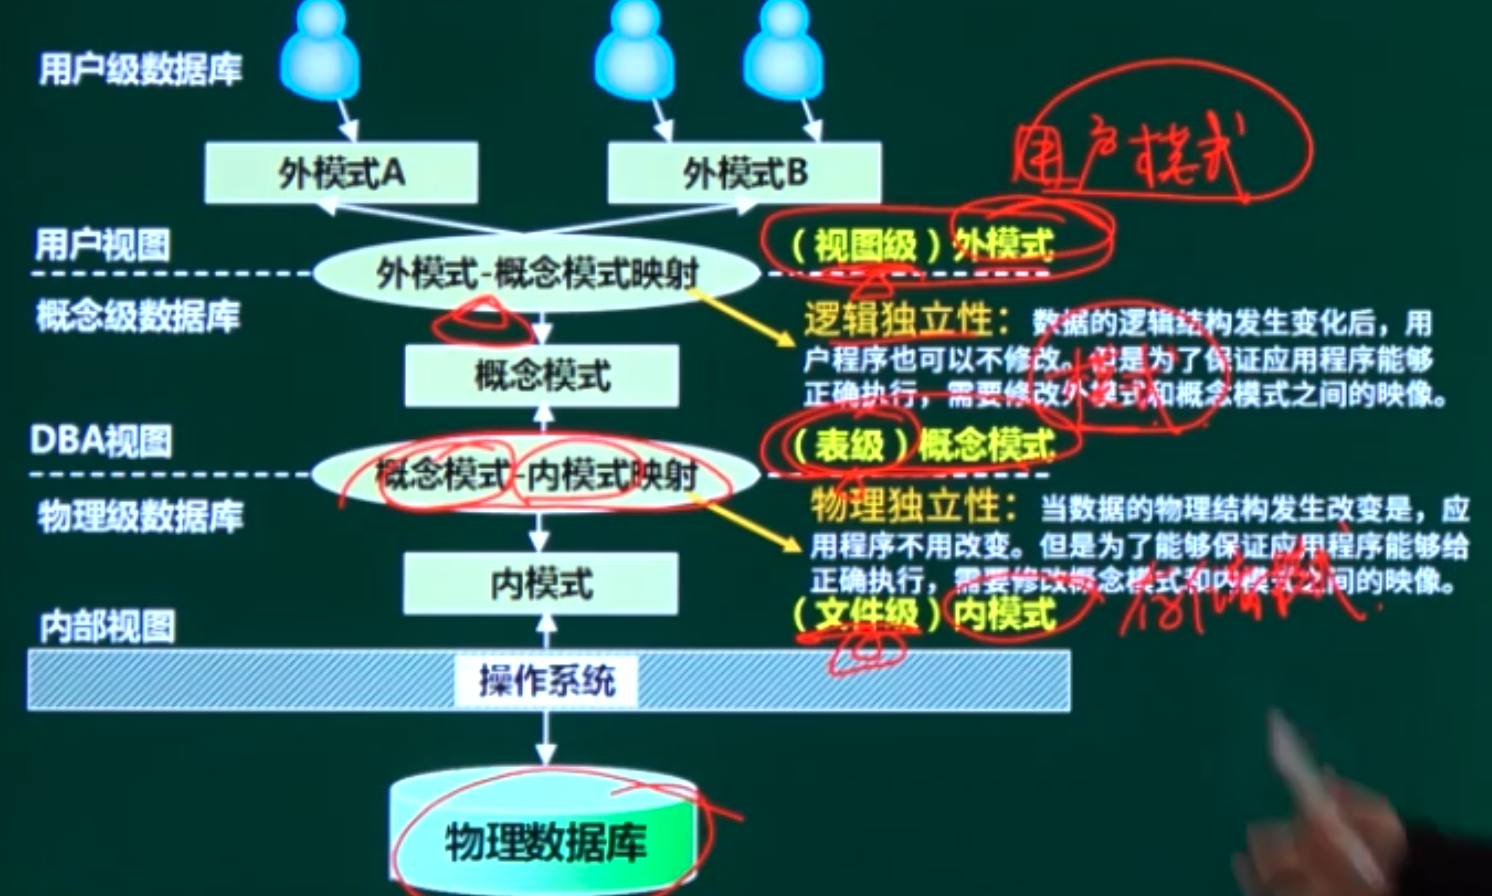 用户级数据库
外模式A
外模式B
用户模式
用户视图
外模式-概念模式映射
（视图级）外模式
概念级数据库
逻辑独立性：数据的逻辑结构发生变化后，用
户程序也可以不修改。但是为了保证应用程序能够
正确执行，需要修改外模式和概念模式之间的映像。
模式
概念模式
DBA视图
概念模式-内模式映射
（表级）概念模式
物理级数据库
物理独立性：当数据的物理结构发生改变是，应
用程序不用改变。但是为了能够保证应用程序能够给
正确执行，需要修改概念模式和内模式之间的映像。
内模式
（文件级）内模式
内部视图
操作系统
物理数据库